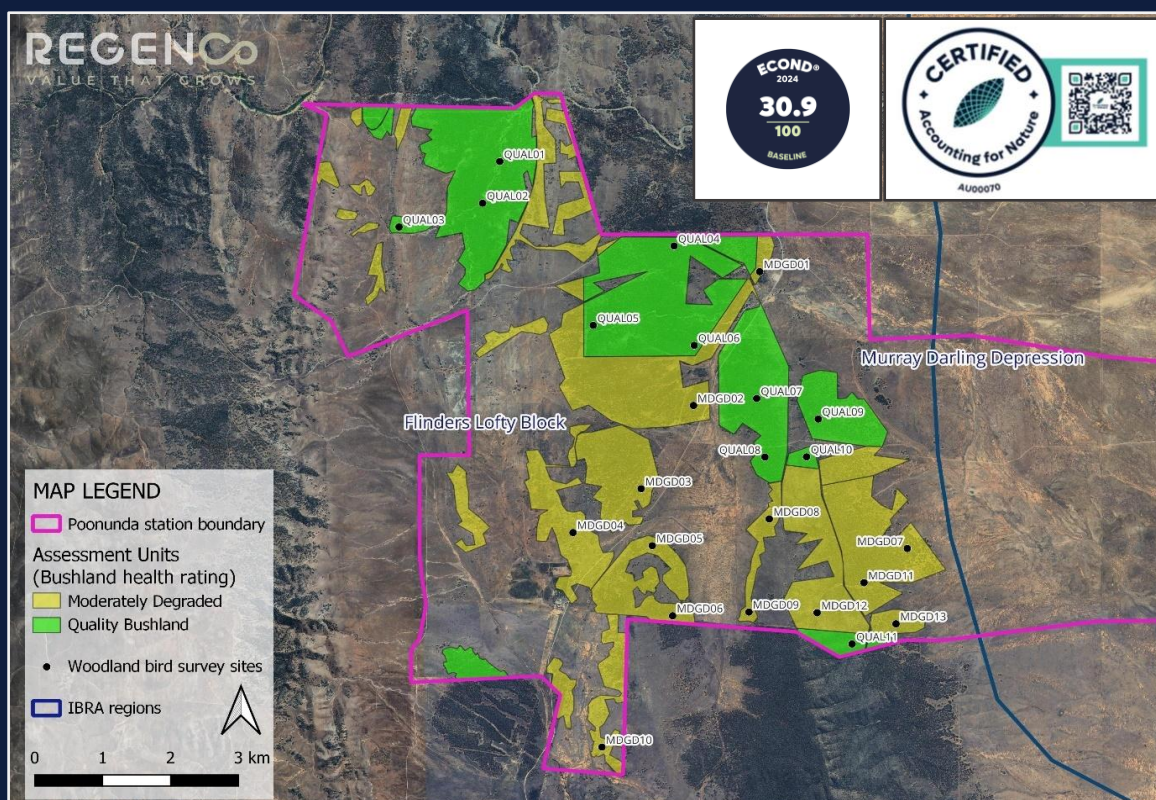 REGENCo
VALUE THAT GROWS
ECOND®
2024
30.9
100
BASELINE
CERTIFIED
Accounting for Nature
AU00070
QUAL01
QUAL02
QUAL03
QUAL04
MDGD01
QUAL05
QUAL06
Murray Darling Depression
QUAL07
MDGD02
QUAL09
Flinders Lofty Block
QUAL08
QUAL10
MDGD03
MDGD04
MDGD08
MDGD05
MDGD07
MDGD11
MDGD06
MDGD09
MDGD12
MDGD13
QUAL11
MDGD10
MAP LEGEND
Poonunda station boundary
Assessment Units
(Bushland health rating)
Moderately Degraded
Quality Bushland
Woodland bird survey sites
IBRA regions
0 1 2 3 km